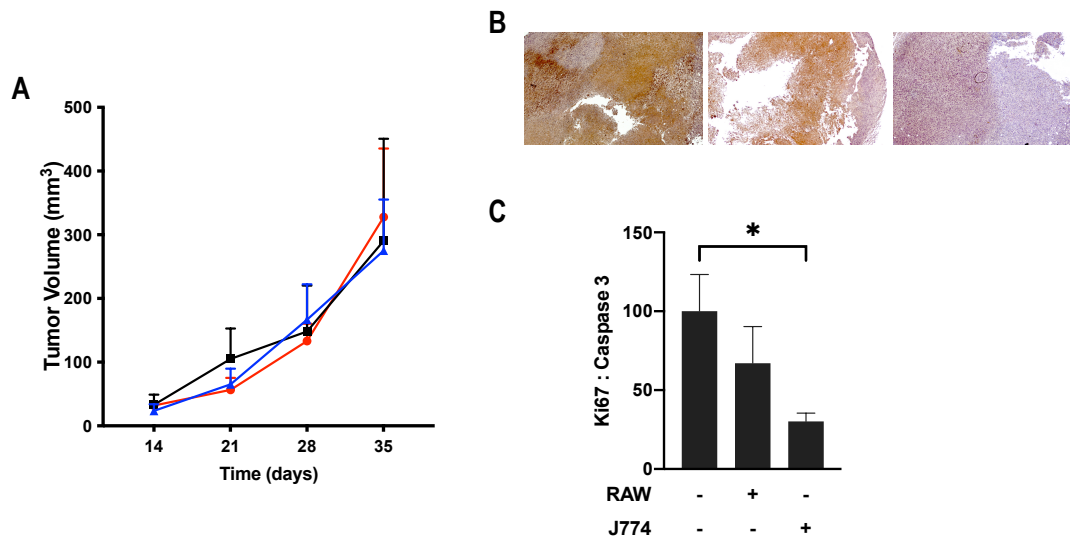 A
Tumor Volume (mm³)
500
400
300
200
100
0
14 21 28 35
Time (days)
B
C
Ki67 : Caspase 3
150
100
50
0
*
RAW - + -
J774 - - +